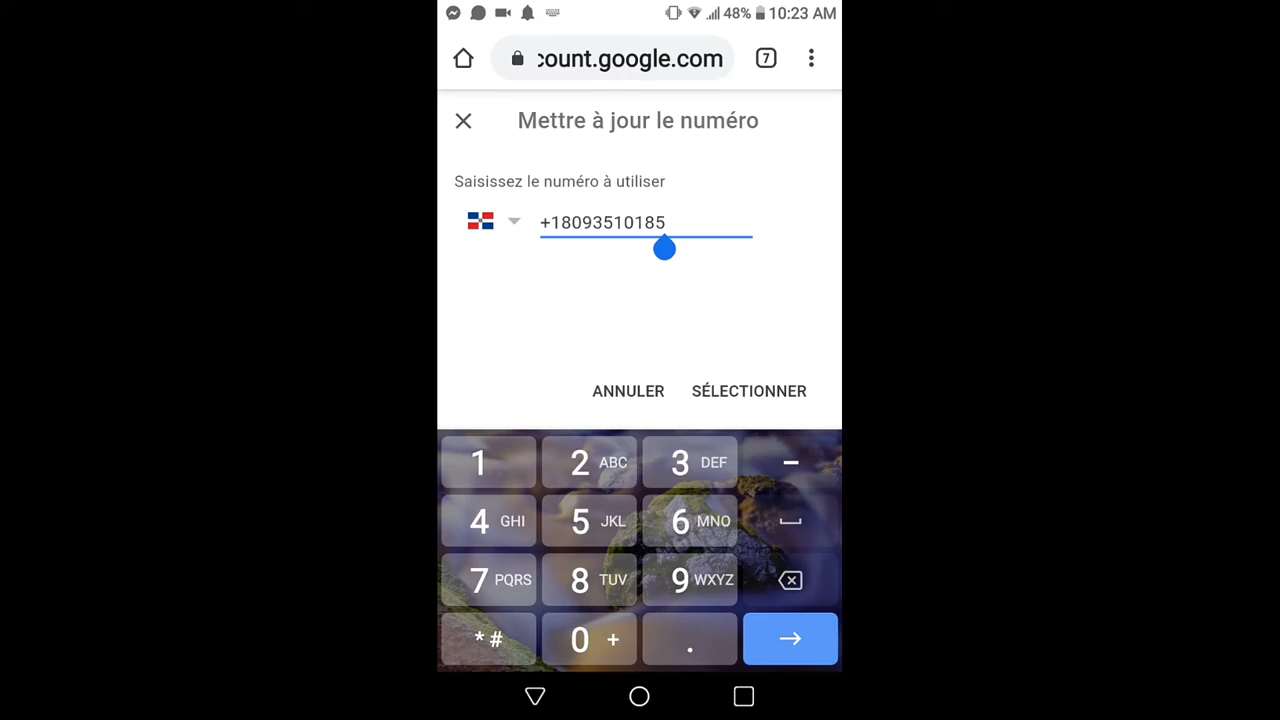 48% 10:23 AM
count.google.com 7
Mettre à jour le numéro
Saisissez le numéro à utiliser
+18093510185
ANNULER SÉLECTIONNER
1 2 ABC 3 DEF -
4 GHI 5 JKL 6 MNO
7 PQRS 8 TUV 9 WXYZ
* # 0 + .